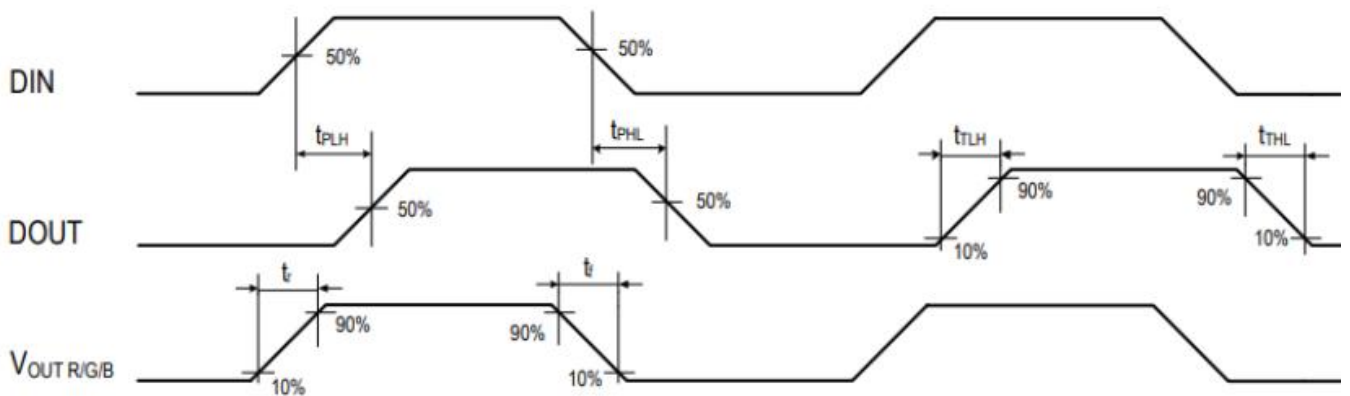 50% 50%
DIN
tPLH tPHL tTLH tTHL
90% 90%
50% 50%
DOUT
10% 10%
tr tf
90% 90%
VOUT R/G/B
10% 10%